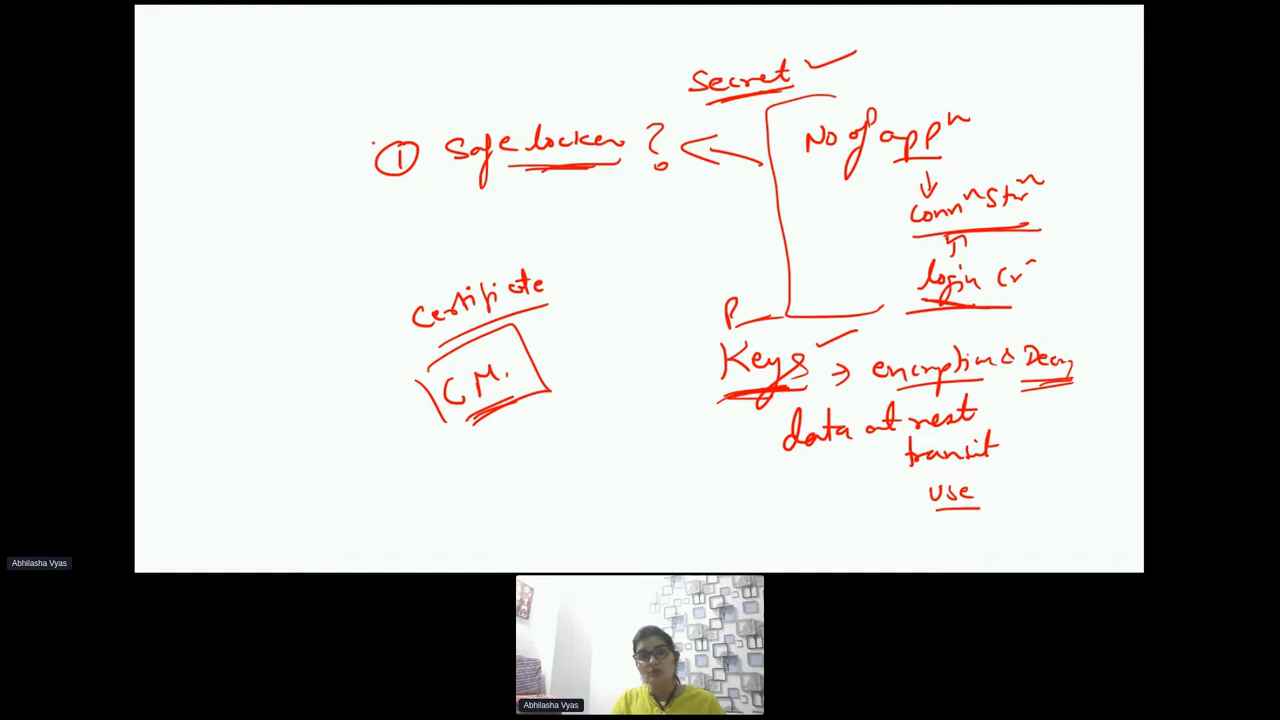 Secret
① Safe locker ?
No of appⁿ
connⁿ Strⁿ
login Cr
Certificate
C.M.
P
Keys → encryption & Decry
data at rest
transit
use
Abhilasha Vyas
Abhilasha Vyas